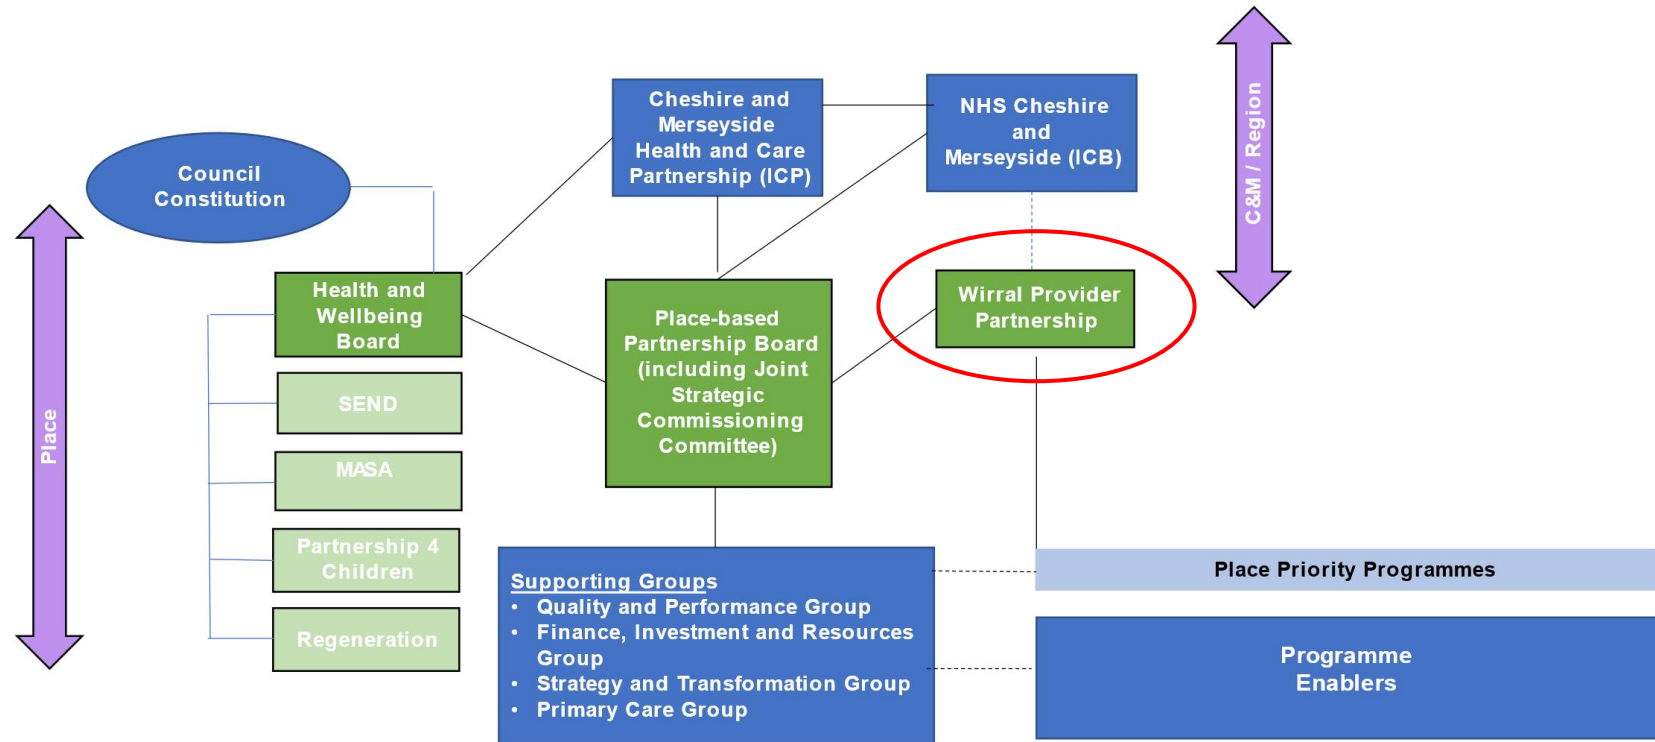 Council
Constitution
Cheshire and
Merseyside
Health and Care
Partnership (ICP)
NHS Cheshire
and
Merseyside (ICB)
C&M / Region
Place
Health and
Wellbeing
Board
SEND
MASA
Partnership 4
Children
Regeneration
Place-based
Partnership Board
(including Joint
Strategic
Commissioning
Committee)
Wirral Provider
Partnership
Supporting Groups
• Quality and Performance Group
• Finance, Investment and Resources
Group
• Strategy and Transformation Group
• Primary Care Group
Place Priority Programmes
Programme
Enablers